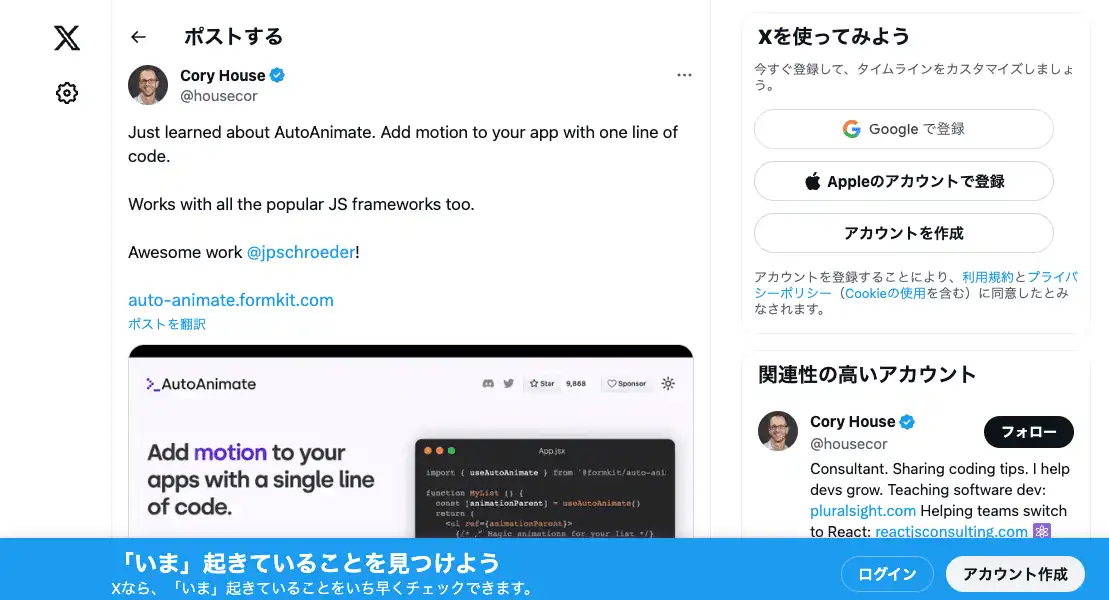 ポストする
Cory House
@housecor
Just learned about AutoAnimate. Add motion to your app with one line of
code.
Works with all the popular JS frameworks too.
Awesome work @jpschroeder!
auto-animate.formkit.com
ポストを翻訳
AutoAnimate
Star 9,868
Sponsor
Add motion to your
apps with a single line
of code.
App.jsx
import { useAutoAnimate } from '@formkit/auto-ani
function MyList () {
const [animationParent] = useAutoAnimate()
return (
<ul ref={animationParent}>
{/* 🪄 Magic animations for your list */}
Xを使ってみよう
今すぐ登録して、タイムラインをカスタマイズしましょ
う。
Google で登録
Appleのアカウントで登録
アカウントを作成
アカウントを登録することにより、利用規約とプライバ
シーポリシー（Cookieの使用を含む）に同意したとみ
なされます。
関連性の高いアカウント
Cory House
@housecor
フォロー
Consultant. Sharing coding tips. I help
devs grow. Teaching software dev:
pluralsight.com Helping teams switch
to React: reactjsconsulting.com ⚛️
「いま」起きていることを見つけよう
Xなら、「いま」起きていることをいち早くチェックできます。
ログイン
アカウント作成